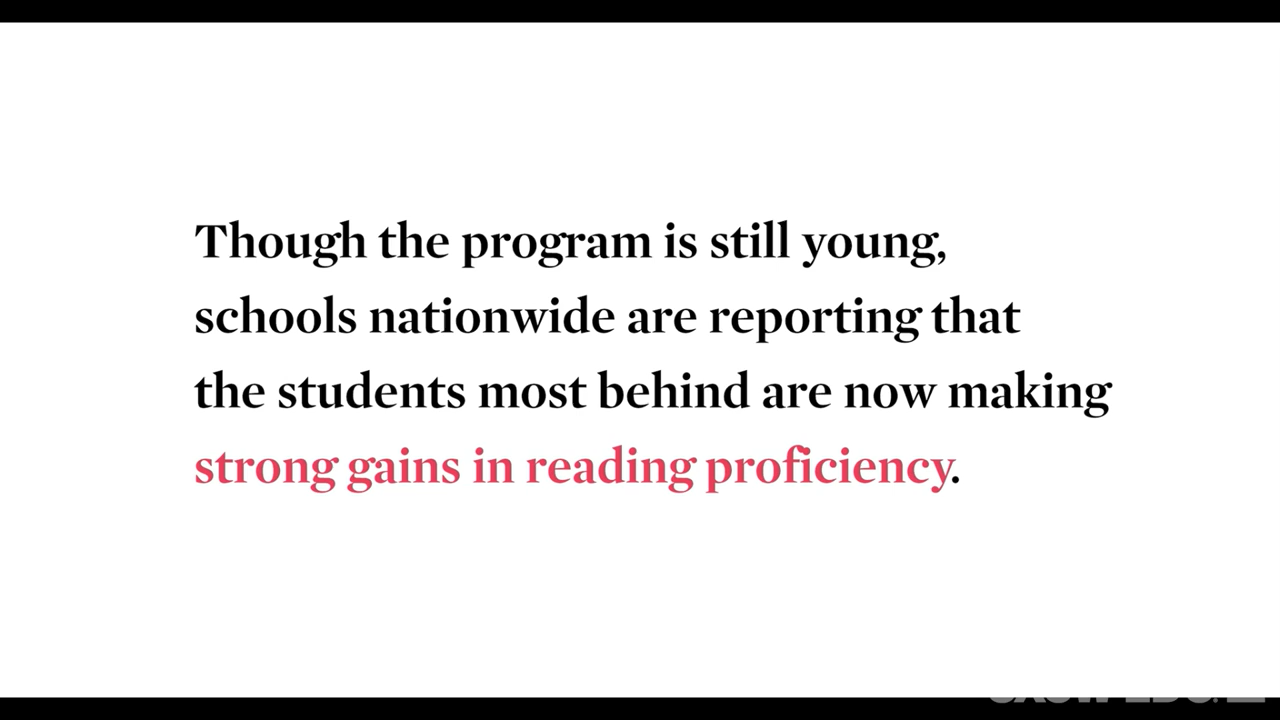 Though the program is still young,
schools nationwide are reporting that
the students most behind are now making
strong gains in reading proficiency.